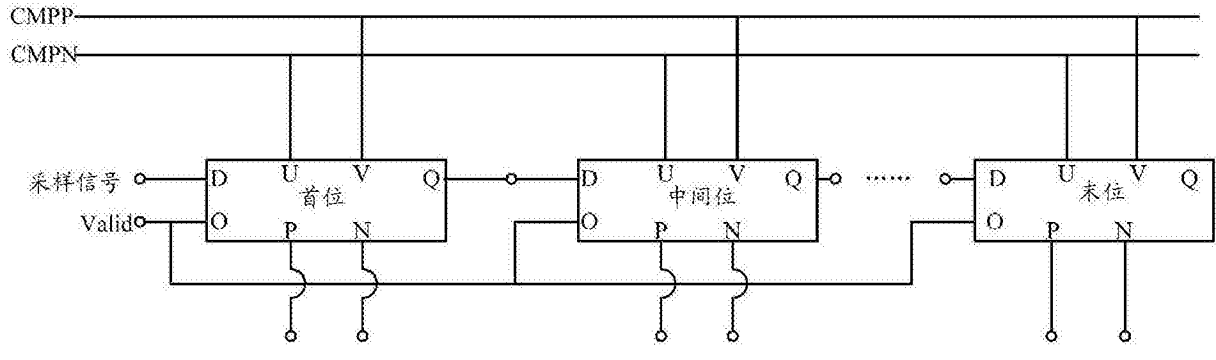 CMPP
CMPN
采样信号 D U V Q D U V Q …… D U V Q
首位 中间位 末位
Valid O P N O P N O P N